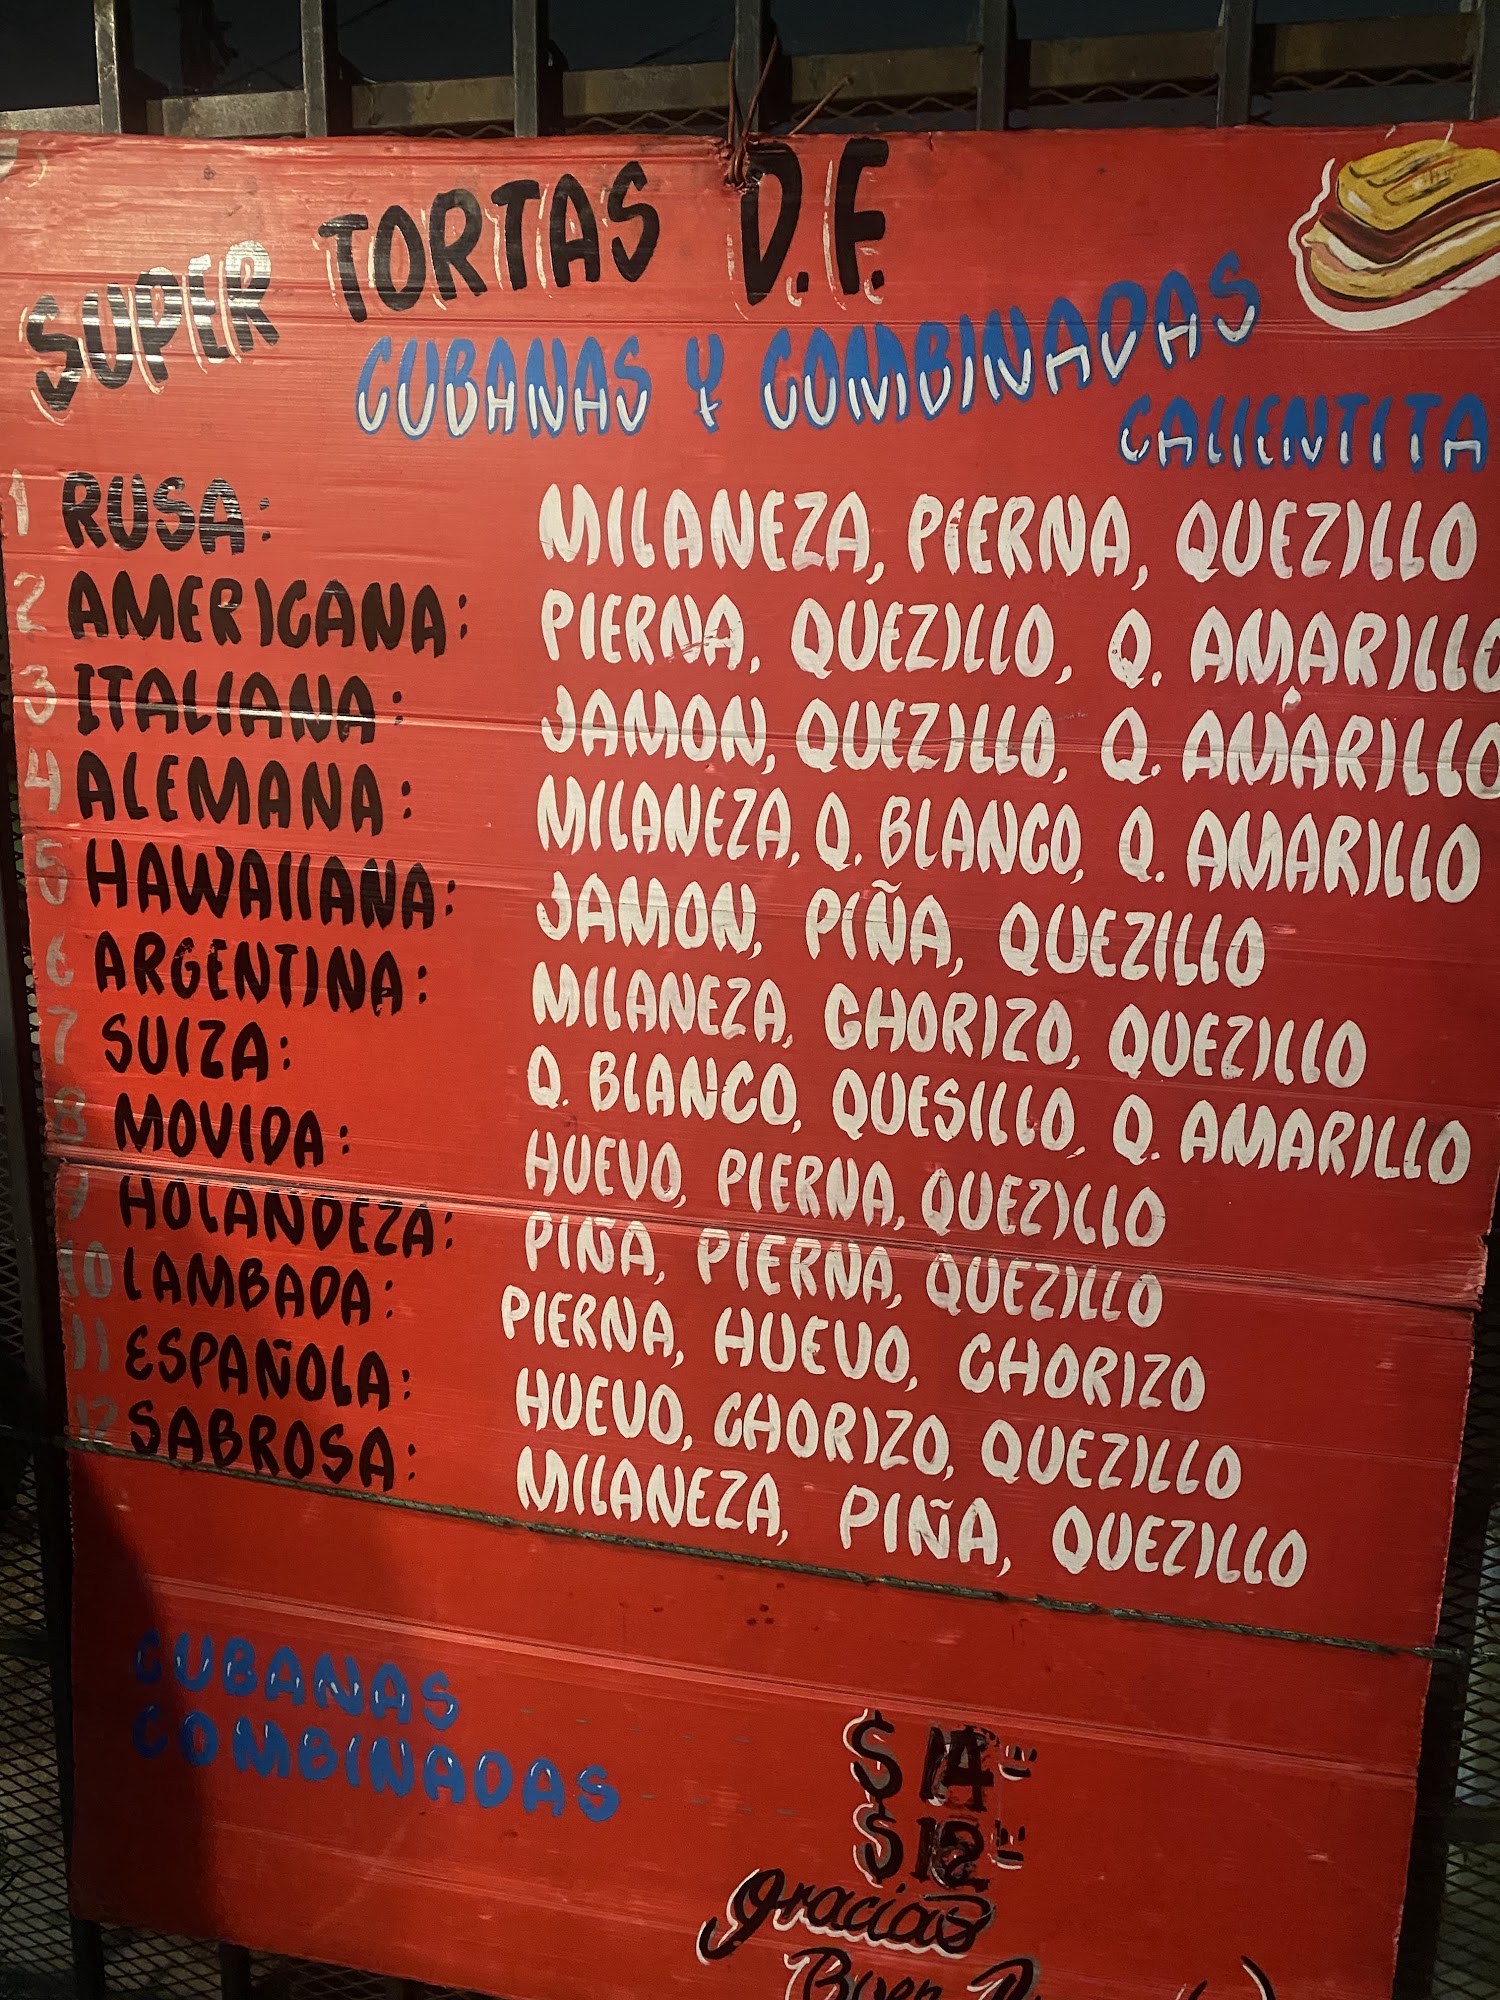 SUPER TORTAS D.F.
CUBANAS Y COMBINADAS
CALIENTITA
1 RUSA: MILANEZA, PIERNA, QUEZILLO
2 AMERICANA: PIERNA, QUEZILLO, Q. AMARILLO
3 ITALIANA: JAMON, QUEZILLO, Q. AMARILLO
4 ALEMANA: MILANEZA, Q. BLANCO, Q. AMARILLO
5 HAWAIIANA: JAMON, PIÑA, QUEZILLO
6 ARGENTINA: MILANEZA, CHORIZO, QUEZILLO
7 SUIZA: Q. BLANCO, QUESILLO, Q. AMARILLO
8 MOVIDA: HUEVO, PIERNA, QUEZILLO
9 HOLANDEZA: PIÑA, PIERNA, QUEZILLO
10 LAMBADA: PIERNA, HUEVO, CHORIZO
11 ESPAÑOLA: HUEVO, CHORIZO, QUEZILLO
12 SABROSA: MILANEZA, PIÑA, QUEZILLO
CUBANAS $14
COMBINADAS $12
Gracias
Buen